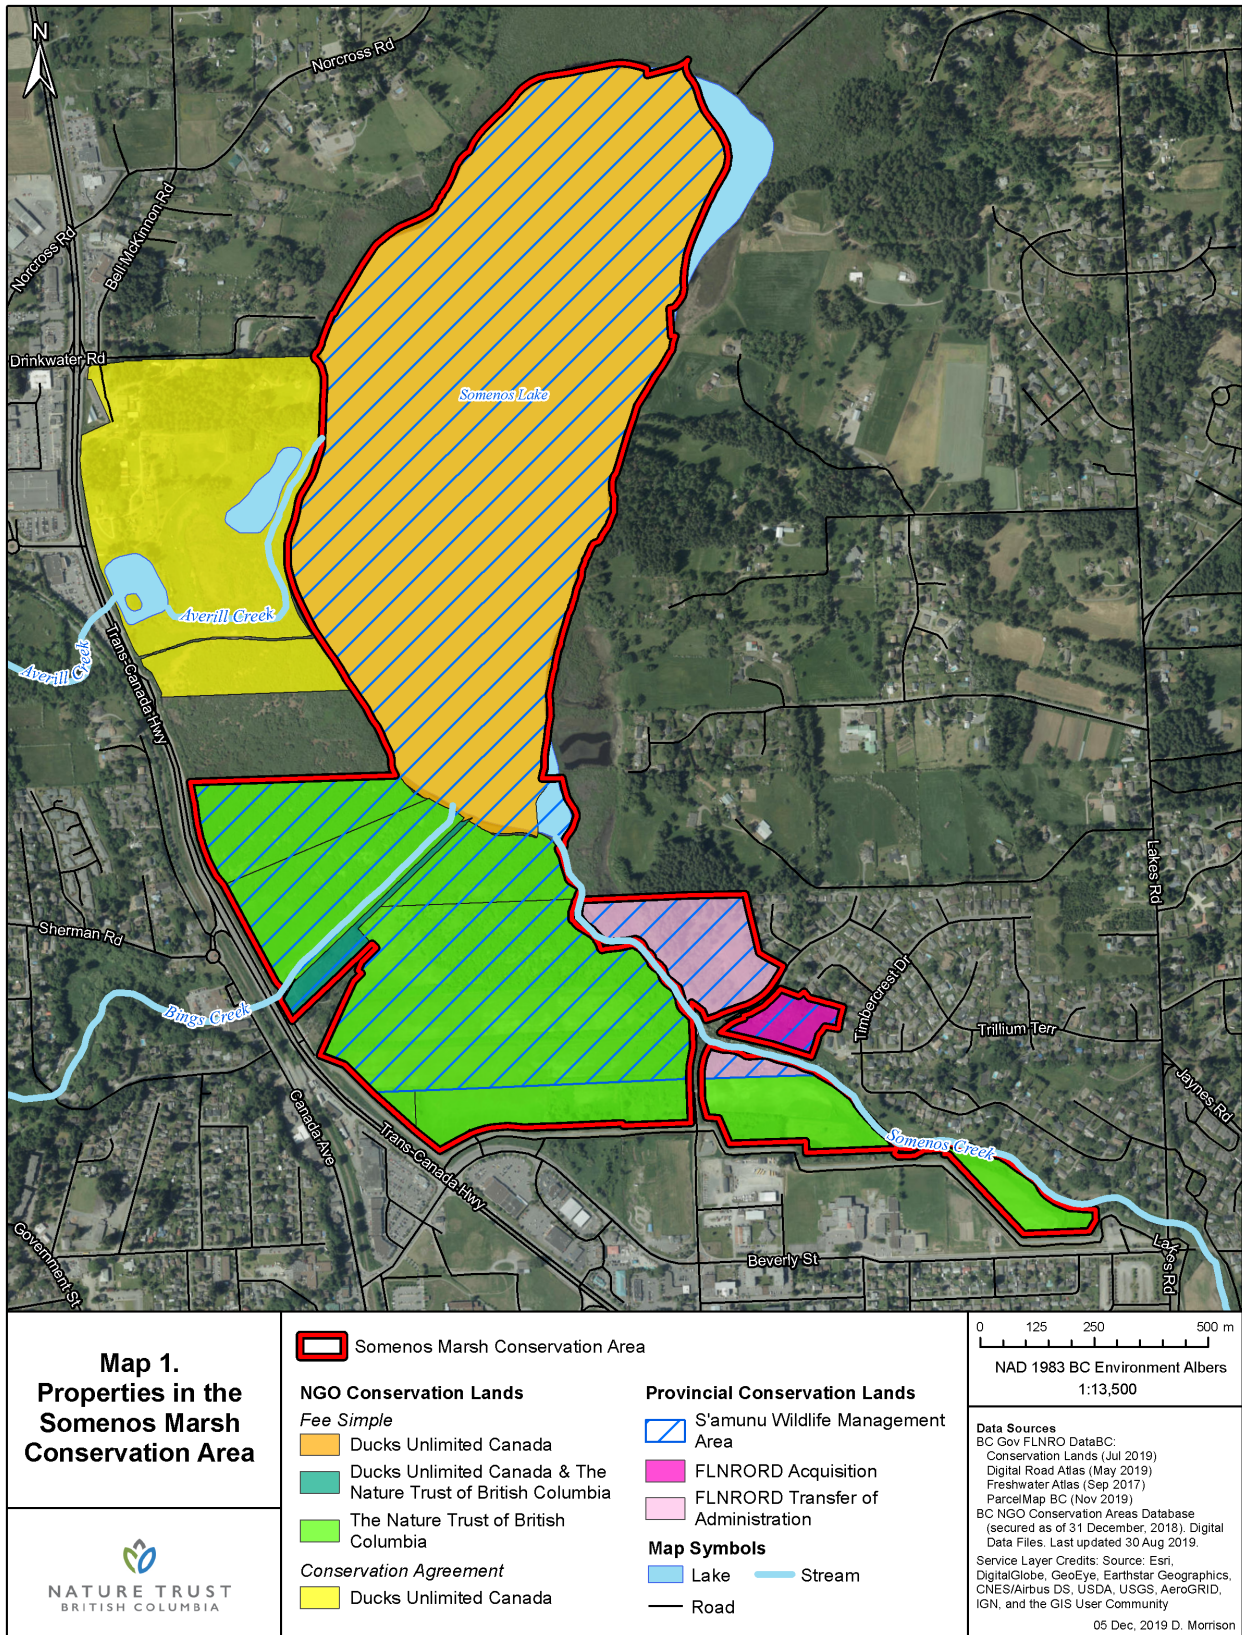 N
Norcross Rd
Bell McKinnon Rd
Norcross Rd
Drinkwater Rd
Somenos Lake
Averill Creek
Averill Creek
Trans-Canada Hwy
Lakes Rd
Sherman Rd
Bings Creek
Timbercrest Dr
Trillium Terr
Jaynes Rd
Canada Ave
Trans-Canada Hwy
Somenos Creek
Government St
Beverly St
Lakes Rd
Map 1.
Properties in the
Somenos Marsh
Conservation Area
NATURE TRUST
BRITISH COLUMBIA
Somenos Marsh Conservation Area
NGO Conservation Lands
Fee Simple
Ducks Unlimited Canada
Ducks Unlimited Canada & The
Nature Trust of British Columbia
The Nature Trust of British
Columbia
Conservation Agreement
Ducks Unlimited Canada
Provincial Conservation Lands
S'amunu Wildlife Management
Area
FLNRORD Acquisition
FLNRORD Transfer of
Administration
Map Symbols
Lake
Stream
Road
0 125 250 500 m
NAD 1983 BC Environment Albers
1:13,500
Data Sources
BC Gov FLNRO DataBC:
Conservation Lands (Jul 2019)
Digital Road Atlas (May 2019)
Freshwater Atlas (Sep 2017)
ParcelMap BC (Nov 2019)
BC NGO Conservation Areas Database
(secured as of 31 December, 2018). Digital
Data Files. Last updated 30 Aug 2019.
Service Layer Credits: Source: Esri,
DigitalGlobe, GeoEye, Earthstar Geographics,
CNES/Airbus DS, USDA, USGS, AeroGRID,
IGN, and the GIS User Community
05 Dec, 2019 D. Morrison